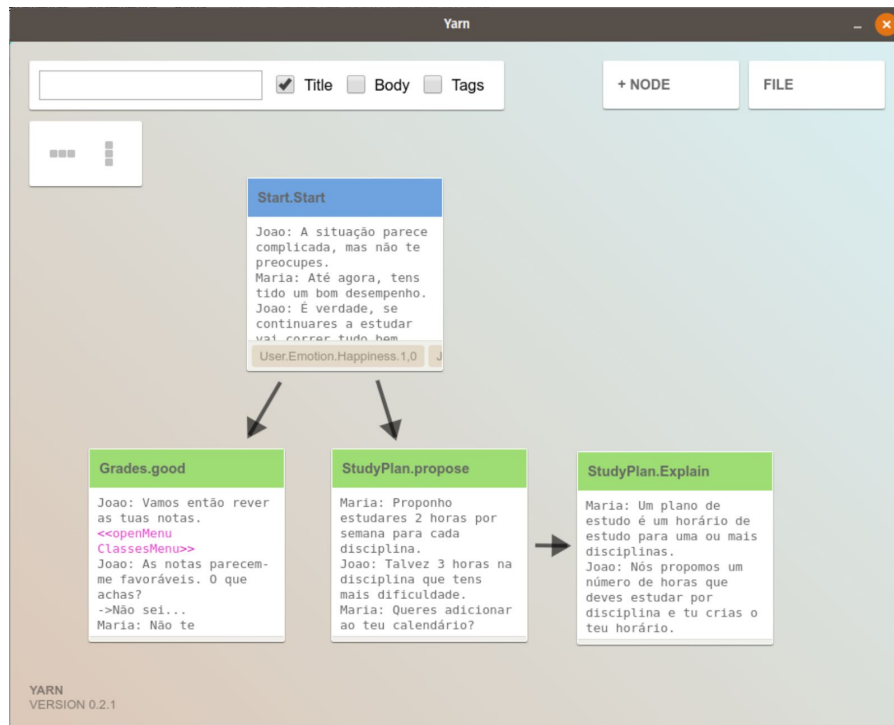 Yarn
Title Body Tags
+ NODE
FILE
Start.Start
Joao: A situação parece
complicada, mas não te
preocupes.
Maria: Até agora, tens
tido um bom desempenho.
Joao: É verdade, se
continuares a estudar
vai correr tudo bem
User.Emotion.Happiness.1,0
J
Grades.good
Joao: Vamos então rever
as tuas notas.
<<openMenu
ClassesMenu>>
Joao: As notas parecem-
me favoráveis. O que
achas?
->Não sei...
Maria: Não te
StudyPlan.propose
Maria: Proponho
estudares 2 horas por
semana para cada
disciplina.
Joao: Talvez 3 horas na
disciplina que tens
mais dificuldade.
Maria: Queres adicionar
ao teu calendário?
StudyPlan.Explain
Maria: Um plano de
estudo é um horário de
estudo para uma ou mais
disciplinas.
Joao: Nós propomos um
número de horas que
deves estudar por
disciplina e tu crias o
teu horário.
YARN
VERSION 0.2.1